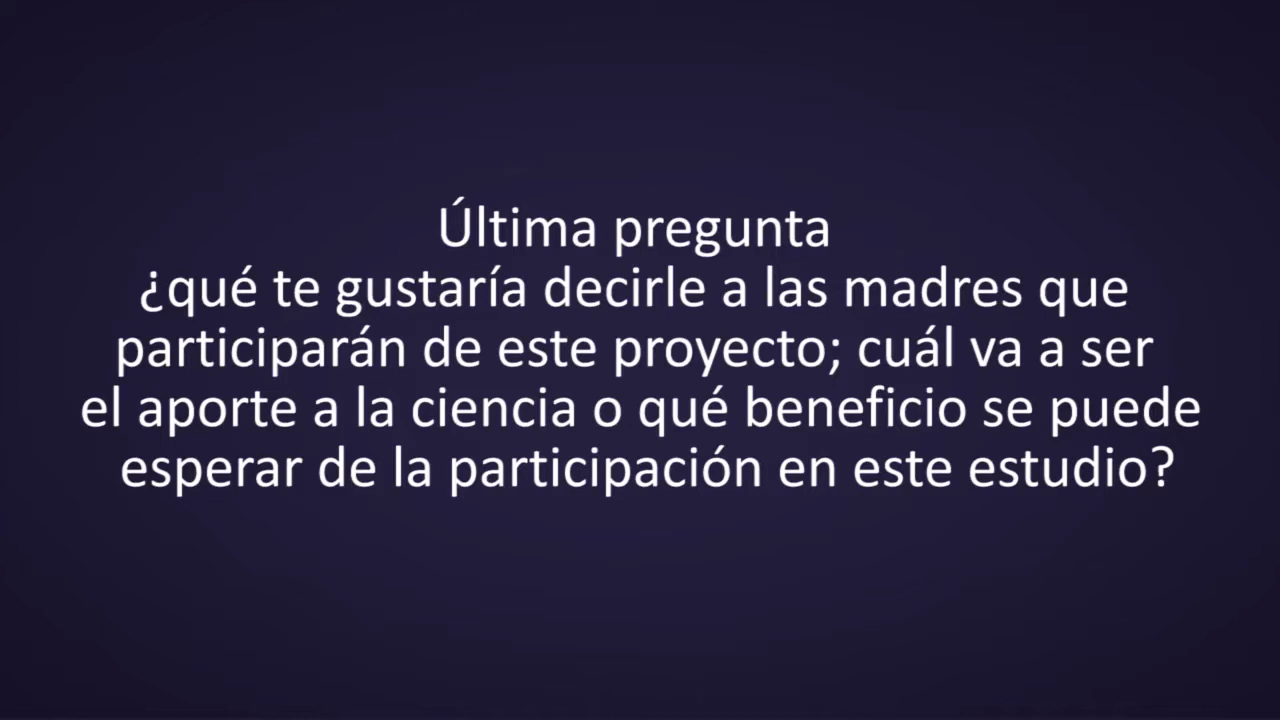 Última pregunta
¿qué te gustaría decirle a las madres que
participarán de este proyecto; cuál va a ser
el aporte a la ciencia o qué beneficio se puede
esperar de la participación en este estudio?